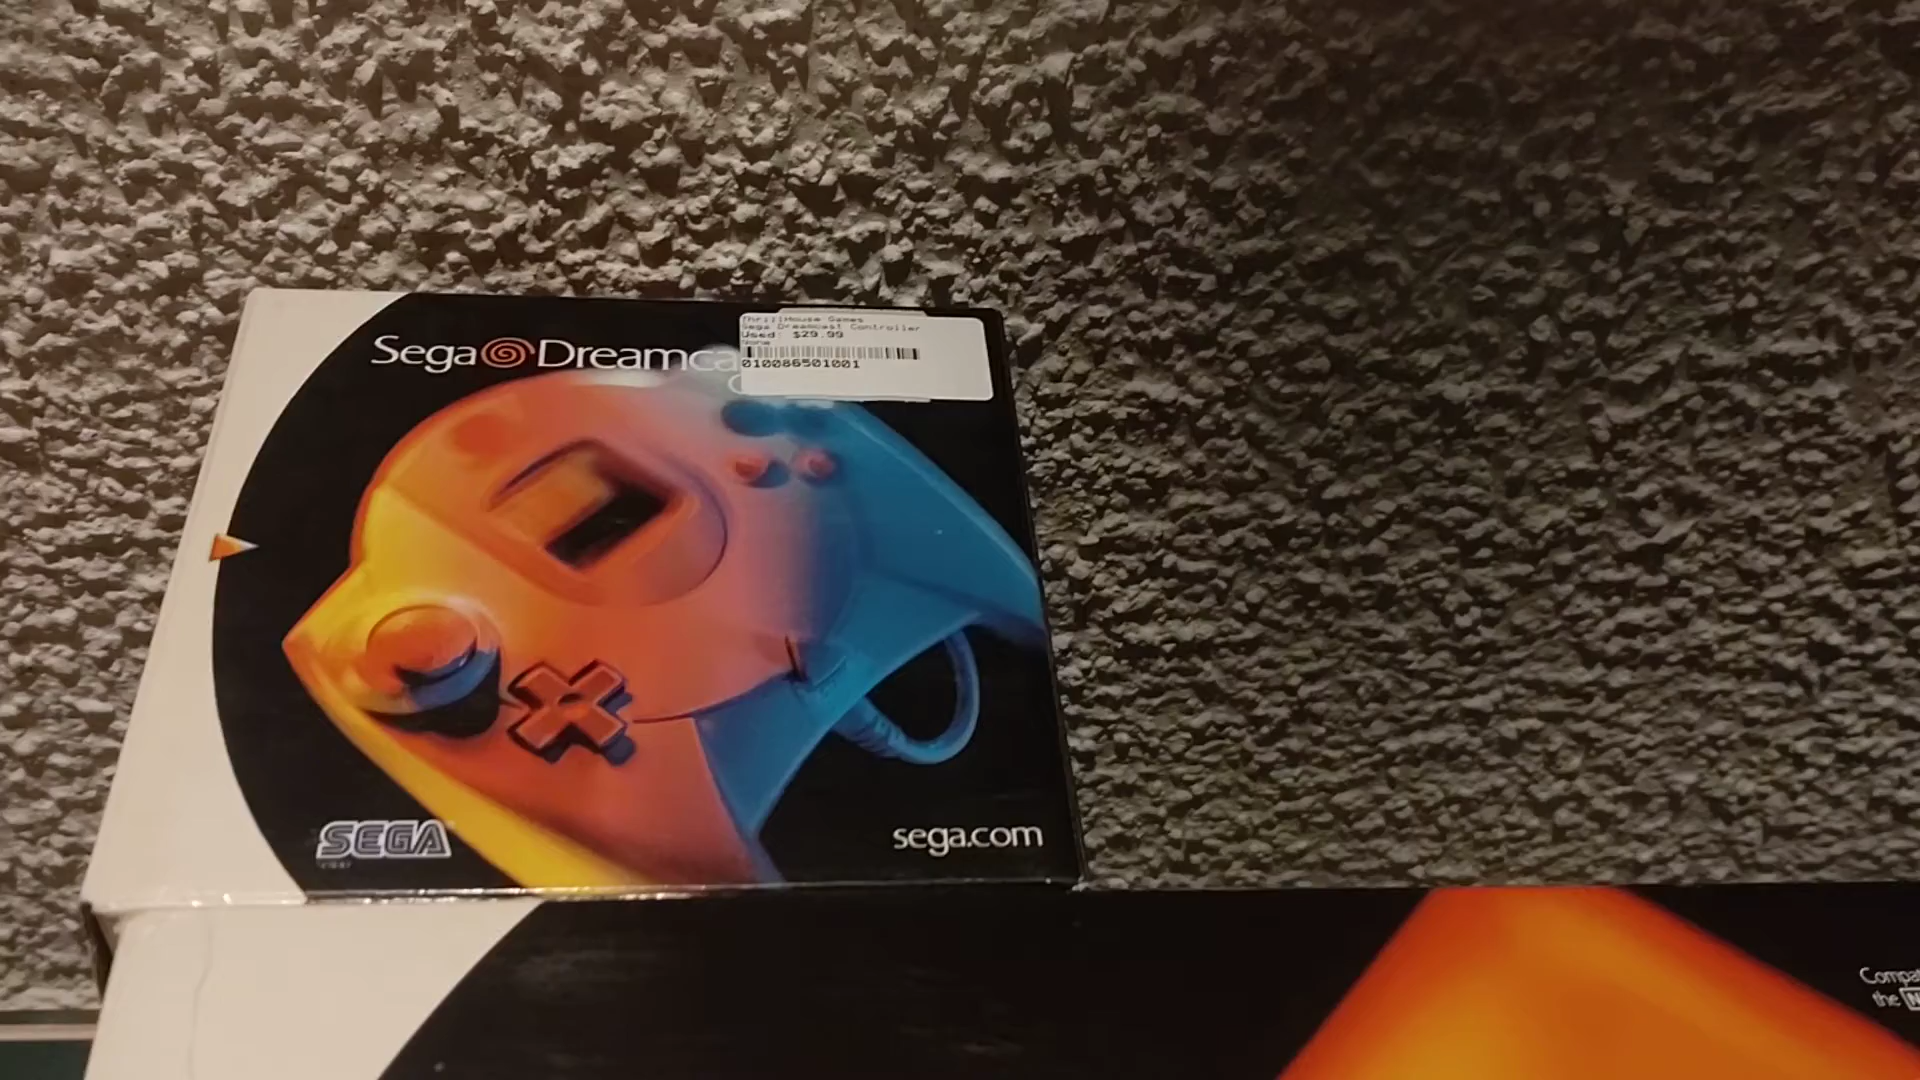 Sega Dreamca
ThrillHouse Games
Sega Dreamcast Controller
Used: $29.99
None
010086501001
SEGA
sega.com
Compa
the N